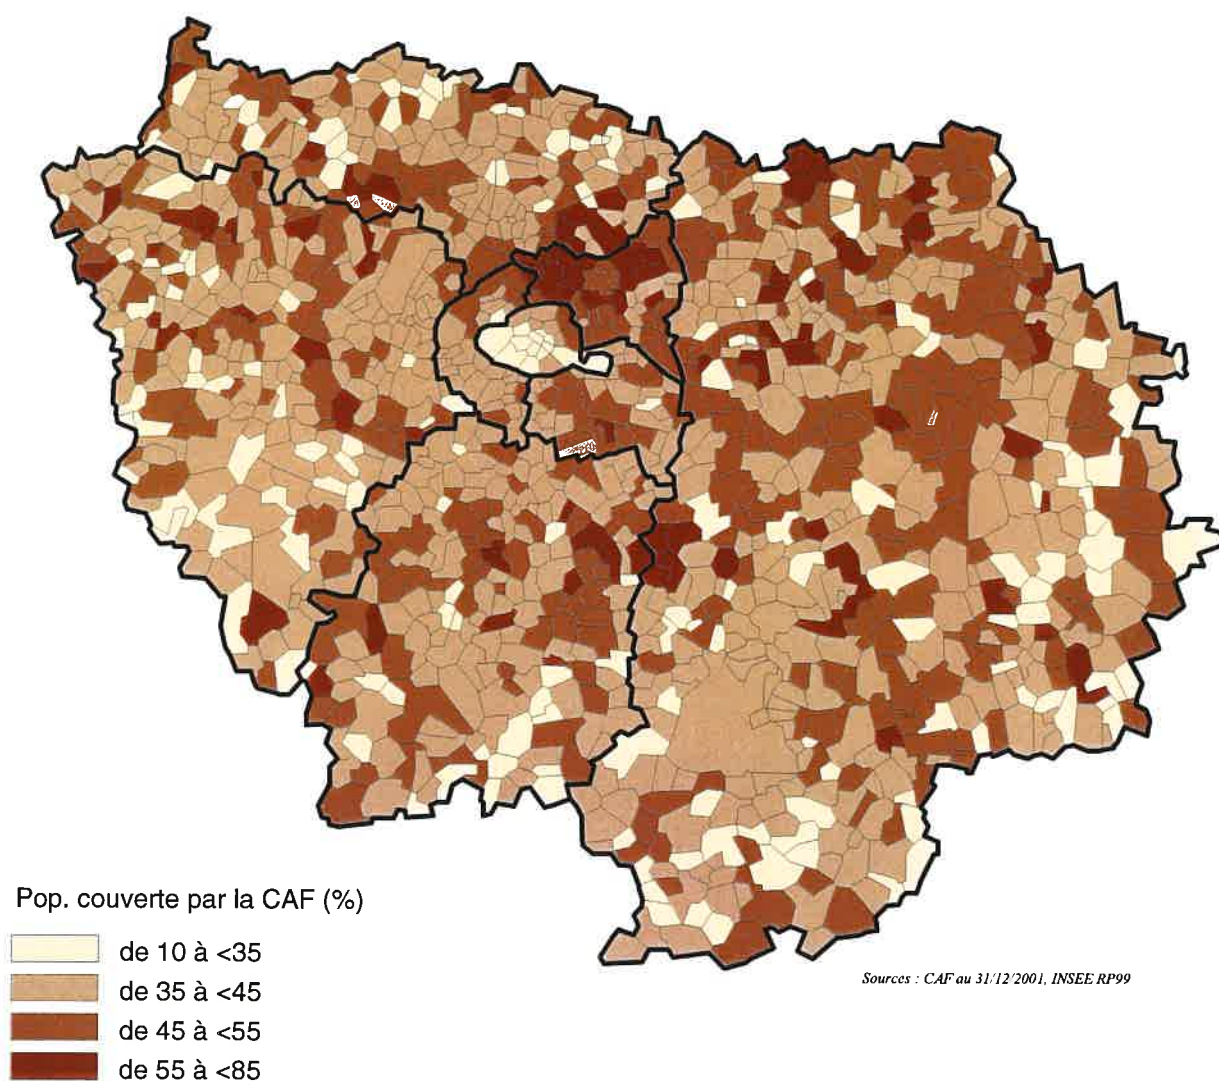 Pop. couverte par la CAF (%)
de 10 à <35
de 35 à <45
de 45 à <55
de 55 à <85
Sources : CAF au 31/12/2001, INSEE RP99